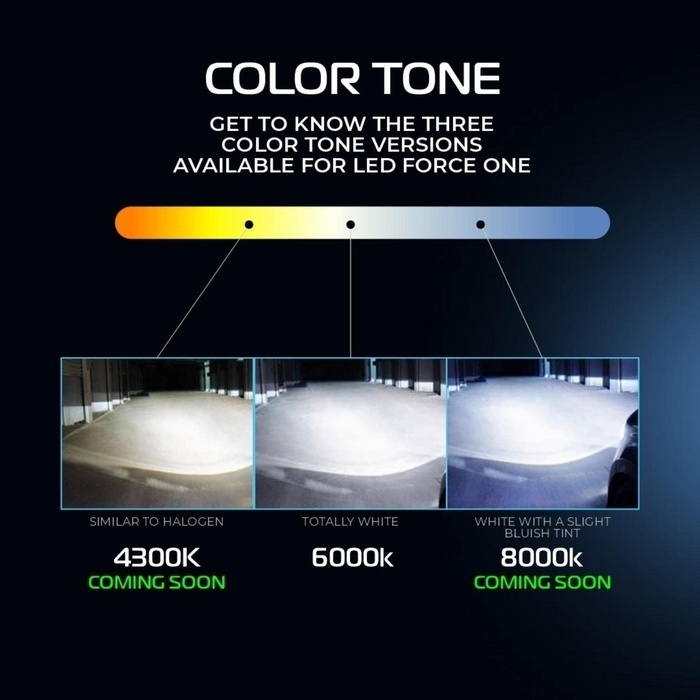 COLOR TONE
GET TO KNOW THE THREE
COLOR TONE VERSIONS
AVAILABLE FOR LED FORCE ONE
SIMILAR TO HALOGEN
4300K
COMING SOON
TOTALLY WHITE
6000k
WHITE WITH A SLIGHT
BLUISH TINT
8000k
COMING SOON